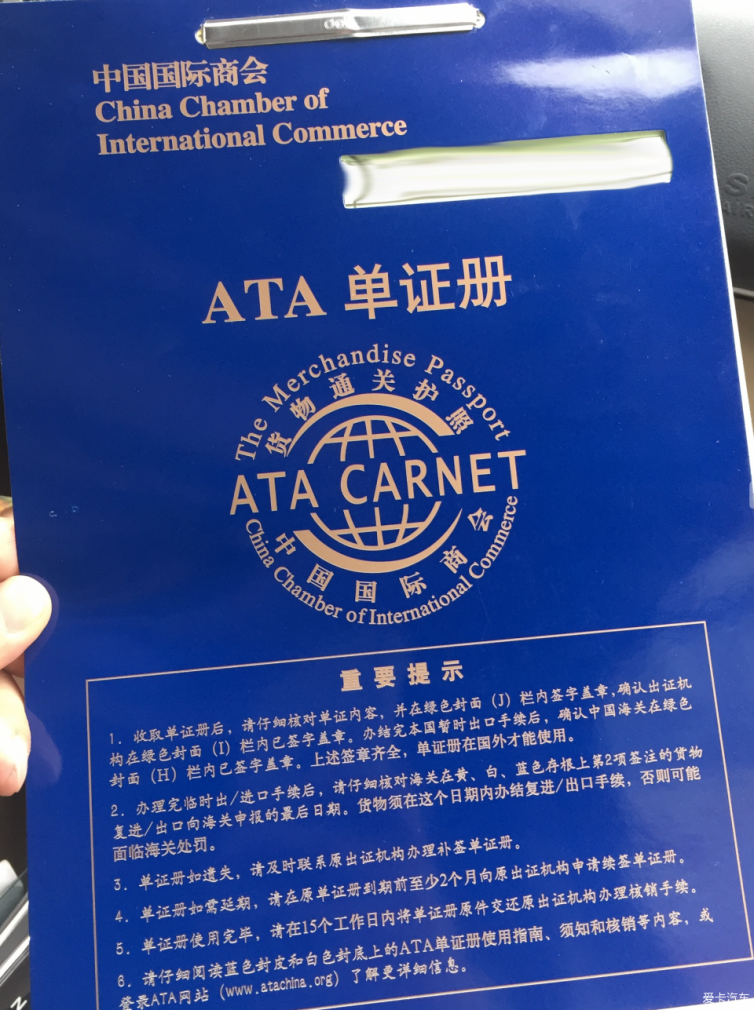 中国国际商会
China Chamber of
International Commerce
ATA 单证册
The Merchandise Passport
货物通关护照
ATA CARNET
中国国际商会
China Chamber of International Commerce
重要提示
1. 收取单证册后，请仔细核对单证内容，并在绿色封面（J）栏内签字盖章，确认出证机
构在绿色封面（I）栏内已签字盖章。办结完本国暂时出口手续后，确认中国海关在绿色
封面（H）栏内已签字盖章。上述签章齐全，单证册在国外才能使用。
2. 办理完临时出/进口手续后，请仔细核对海关在黄、白、蓝色存根上第2项签注的货物
复进/出口向海关申报的最后日期。货物须在这个日期内办结复进/出口手续，否则可能
面临海关处罚。
3. 单证册如遗失，请及时联系原出证机构办理补签单证册。
4. 单证册如需延期，请在原单证册到期前至少2个月向原出证机构申请续签单证册。
5. 单证册使用完毕，请在15个工作日内将单证册原件交还原出证机构办理核销手续。
6. 请仔细阅读蓝色封皮和白色封底上的ATA单证册使用指南、须知和核销等内容，或
登录ATA网站（www.atachina.org）了解更详细信息。
爱卡汽车